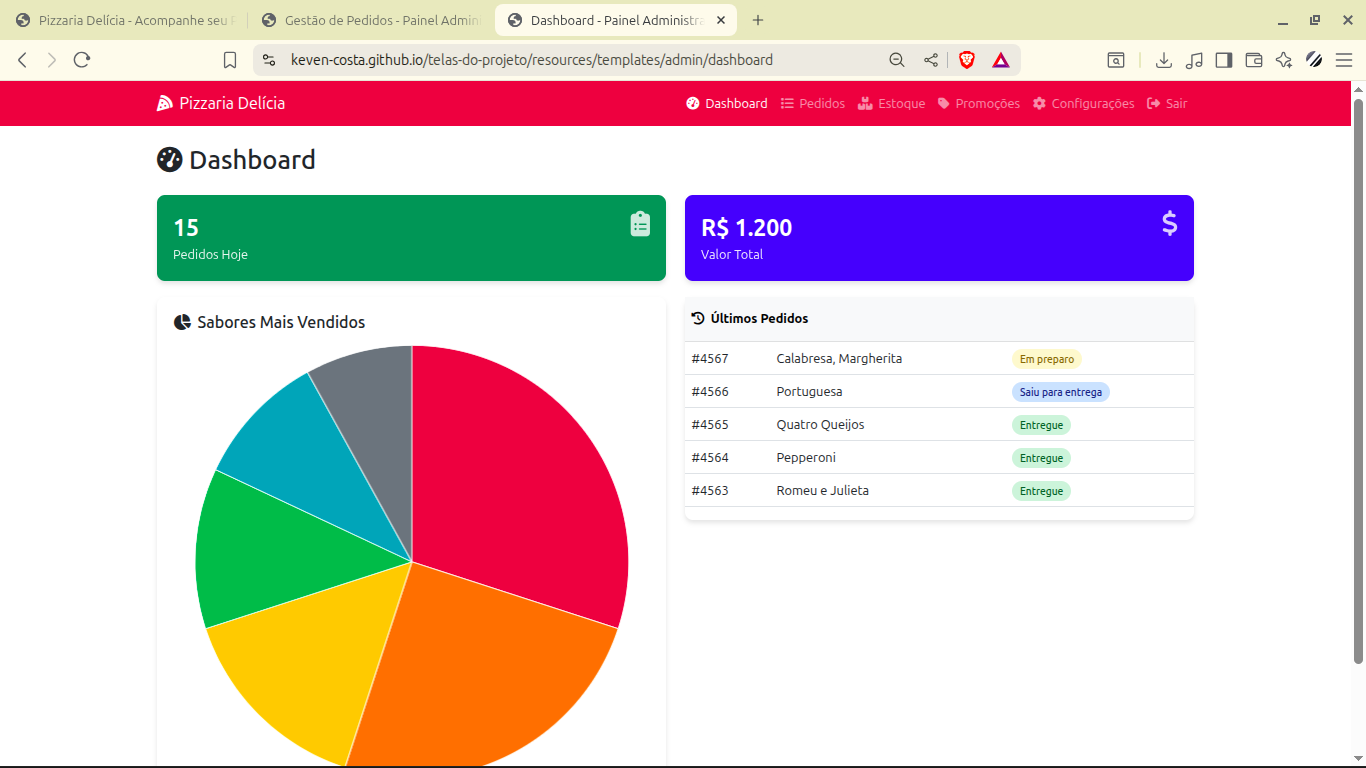 Pizzaria Delícia - Acompanhe seu
Gestão de Pedidos - Painel Admin
Dashboard - Painel Administra
keven-costa.github.io/telas-do-projeto/resources/templates/admin/dashboard
Pizzaria Delícia
Dashboard
Pedidos
Estoque
Promoções
Configurações
Sair
Dashboard
15
Pedidos Hoje
R$ 1.200
Valor Total
Sabores Mais Vendidos
Últimos Pedidos
#4567 Calabresa, Margherita Em preparo
#4566 Portuguesa Saiu para entrega
#4565 Quatro Queijos Entregue
#4564 Pepperoni Entregue
#4563 Romeu e Julieta Entregue